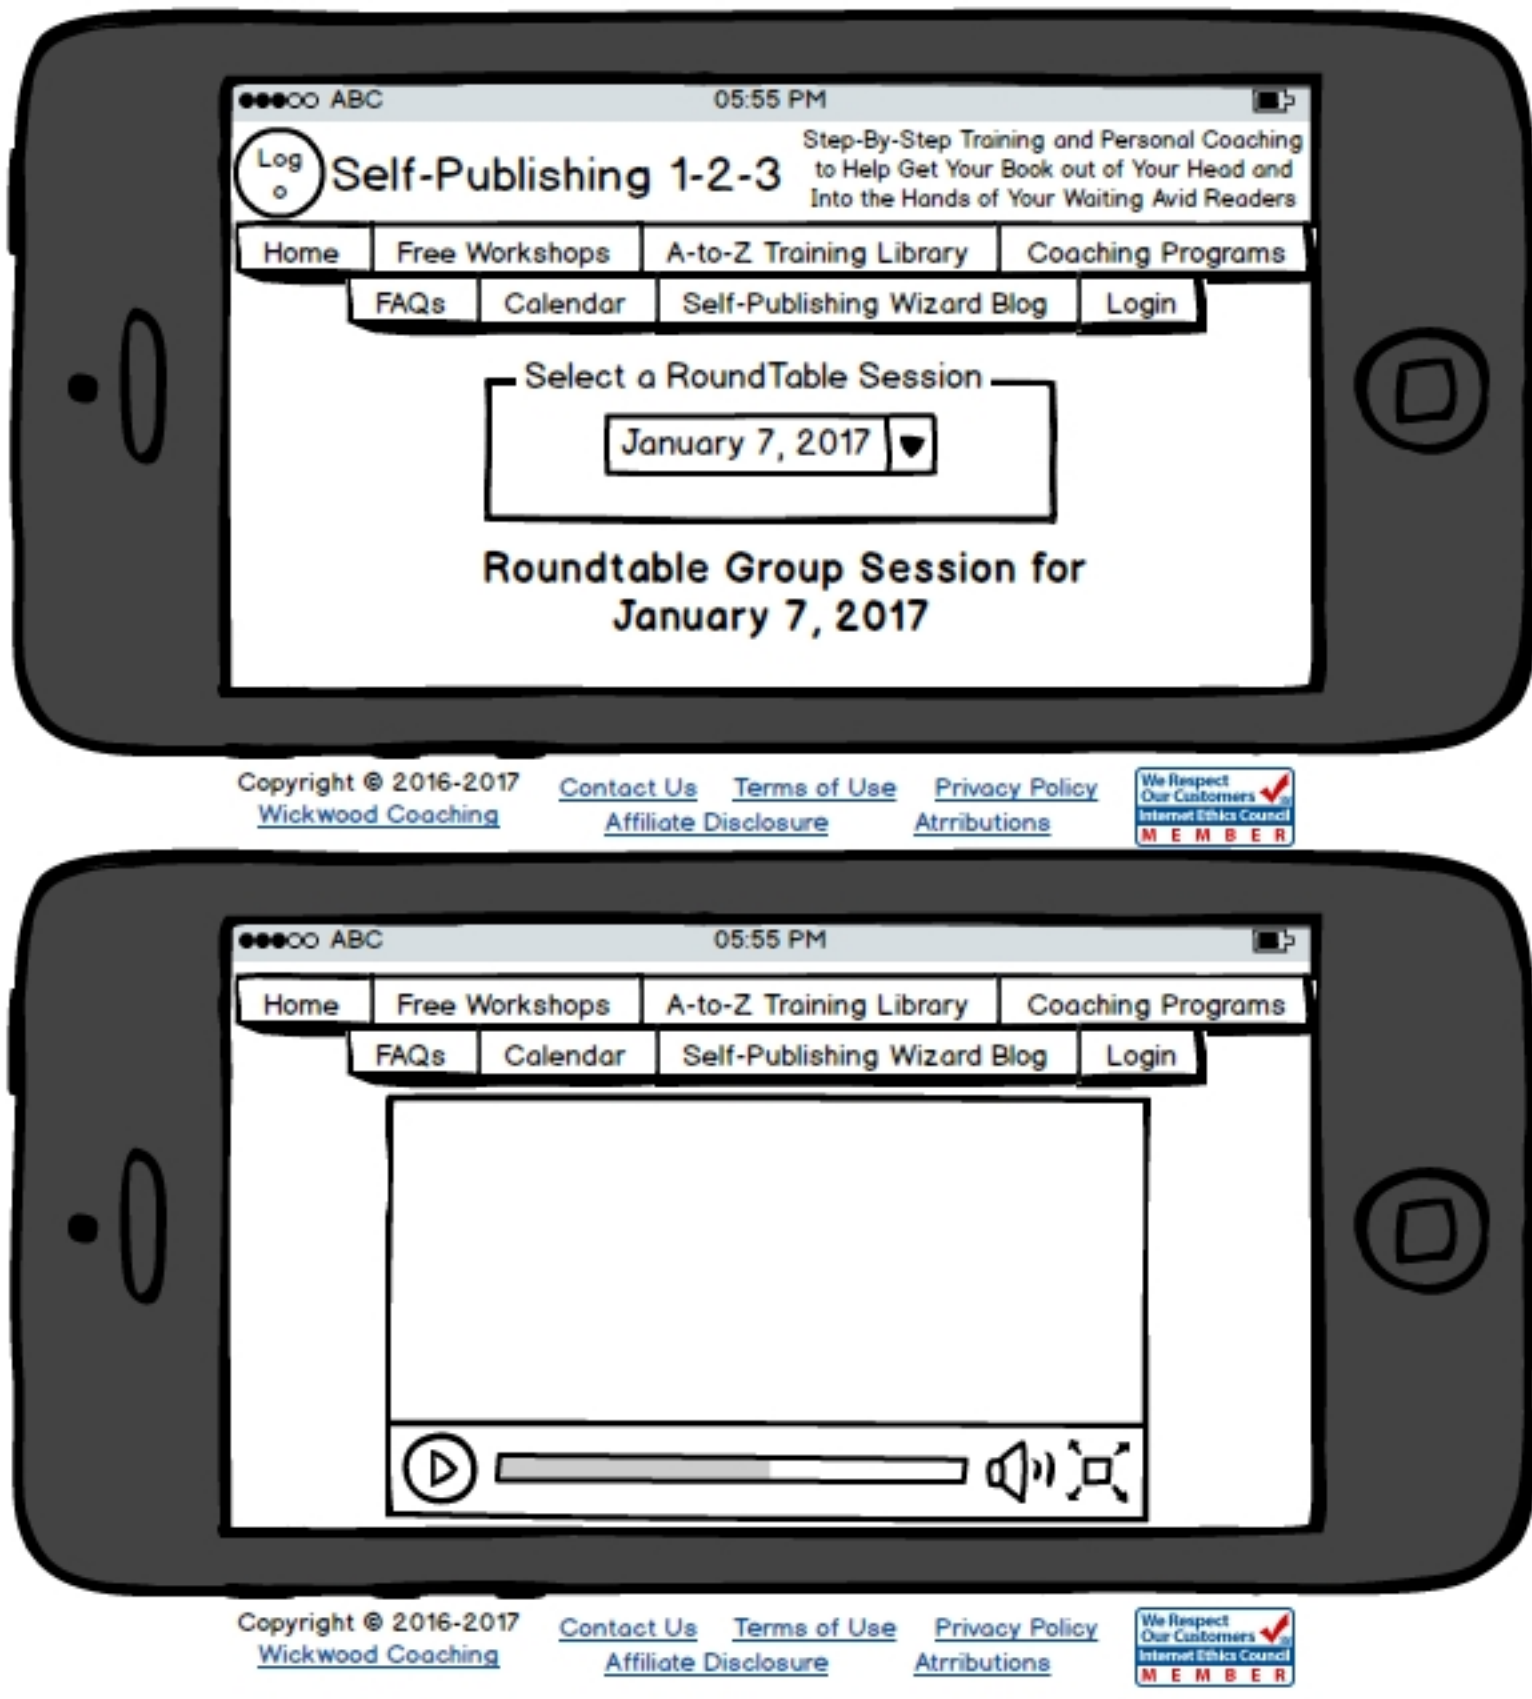 ABC 05:55 PM
Log
o
Self-Publishing 1-2-3
Step-By-Step Training and Personal Coaching
to Help Get Your Book out of Your Head and
Into the Hands of Your Waiting Avid Readers
Home Free Workshops A-to-Z Training Library Coaching Programs
FAQs Calendar Self-Publishing Wizard Blog Login
Select a RoundTable Session
January 7, 2017
Roundtable Group Session for
January 7, 2017
Copyright © 2016-2017
Wickwood Coaching
Contact Us Terms of Use Privacy Policy
Affiliate Disclosure Atrributions
We Respect
Our Customers
Internet Ethics Council
MEMBER
ABC 05:55 PM
Home Free Workshops A-to-Z Training Library Coaching Programs
FAQs Calendar Self-Publishing Wizard Blog Login
Copyright © 2016-2017
Wickwood Coaching
Contact Us Terms of Use Privacy Policy
Affiliate Disclosure Atrributions
We Respect
Our Customers
Internet Ethics Council
MEMBER